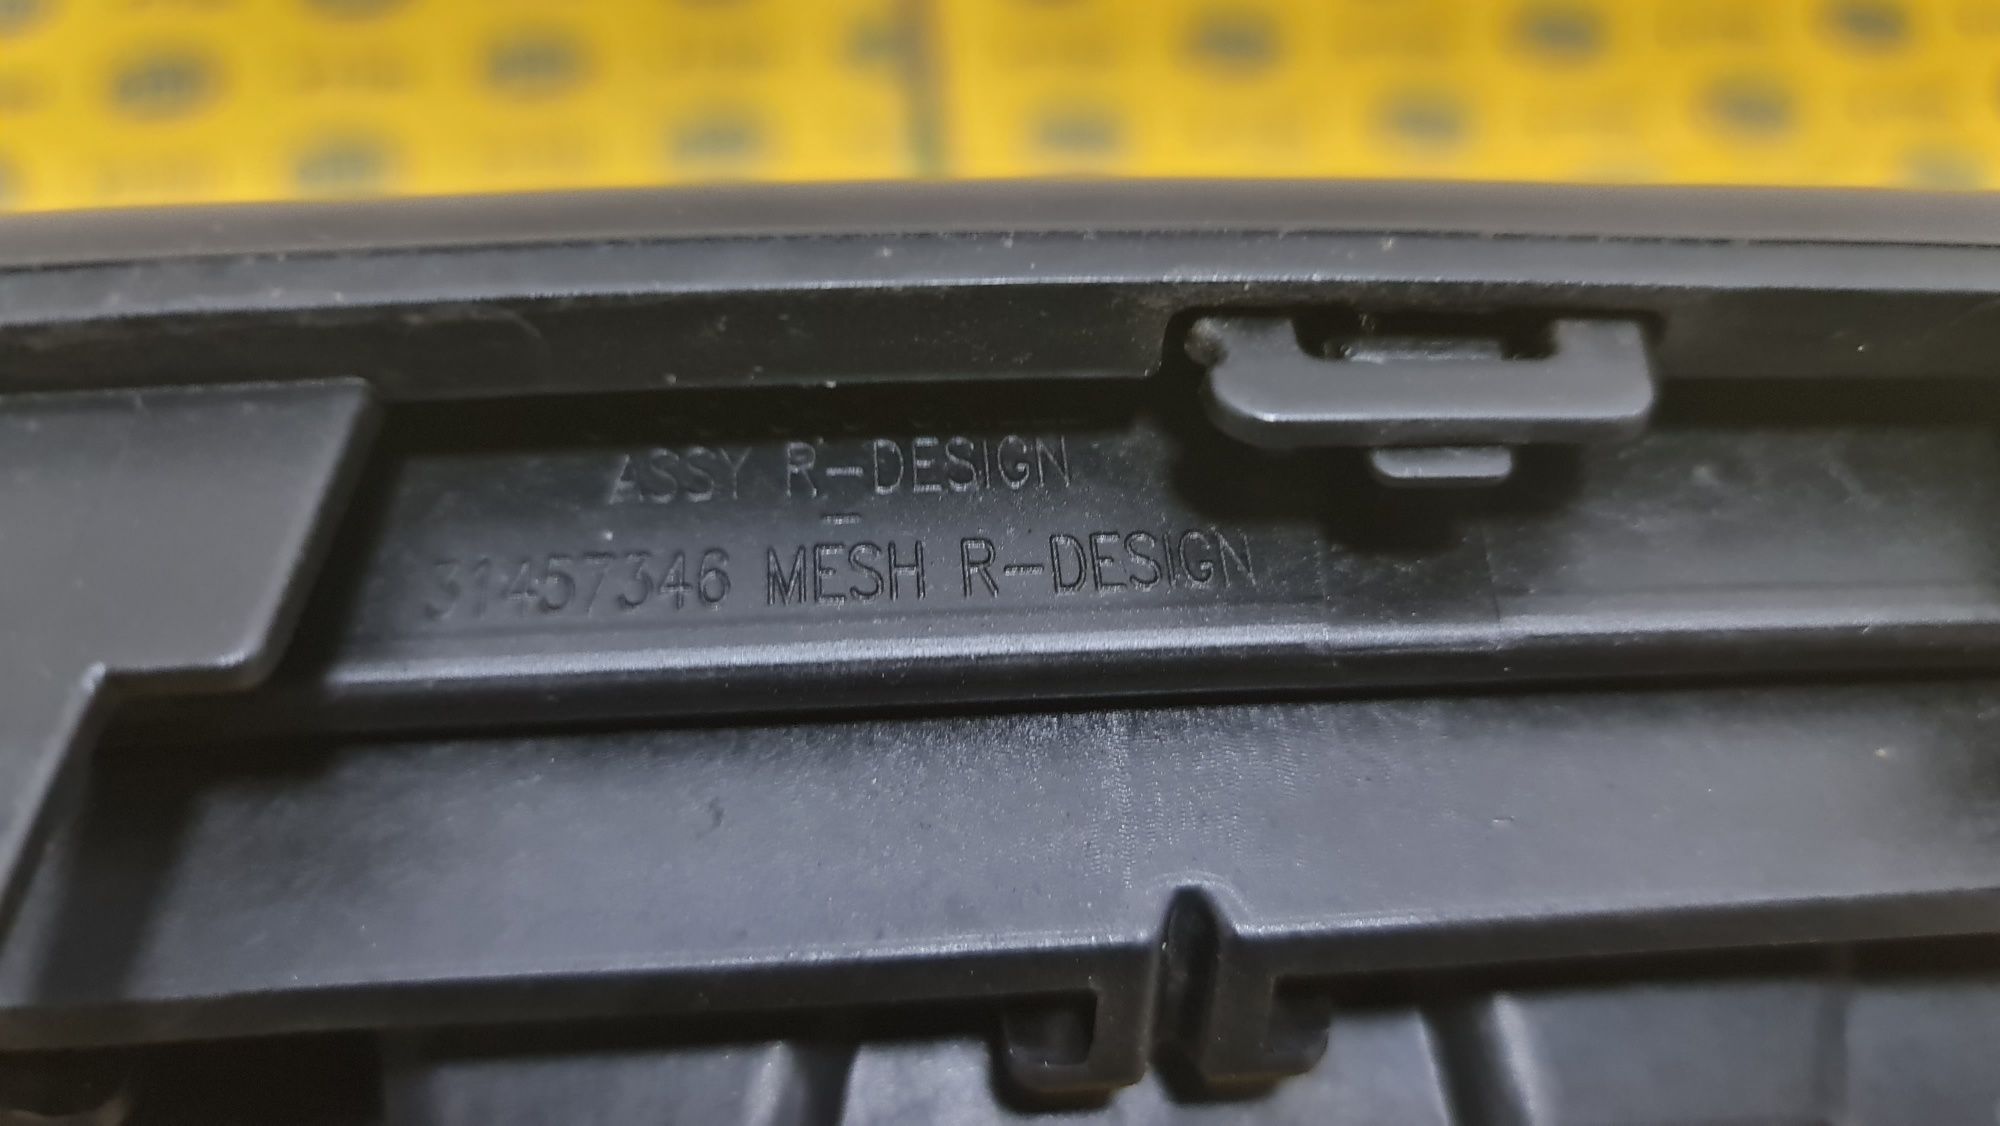 ASSY R-DESIGN
-
31457346 MESH R-DESIGN